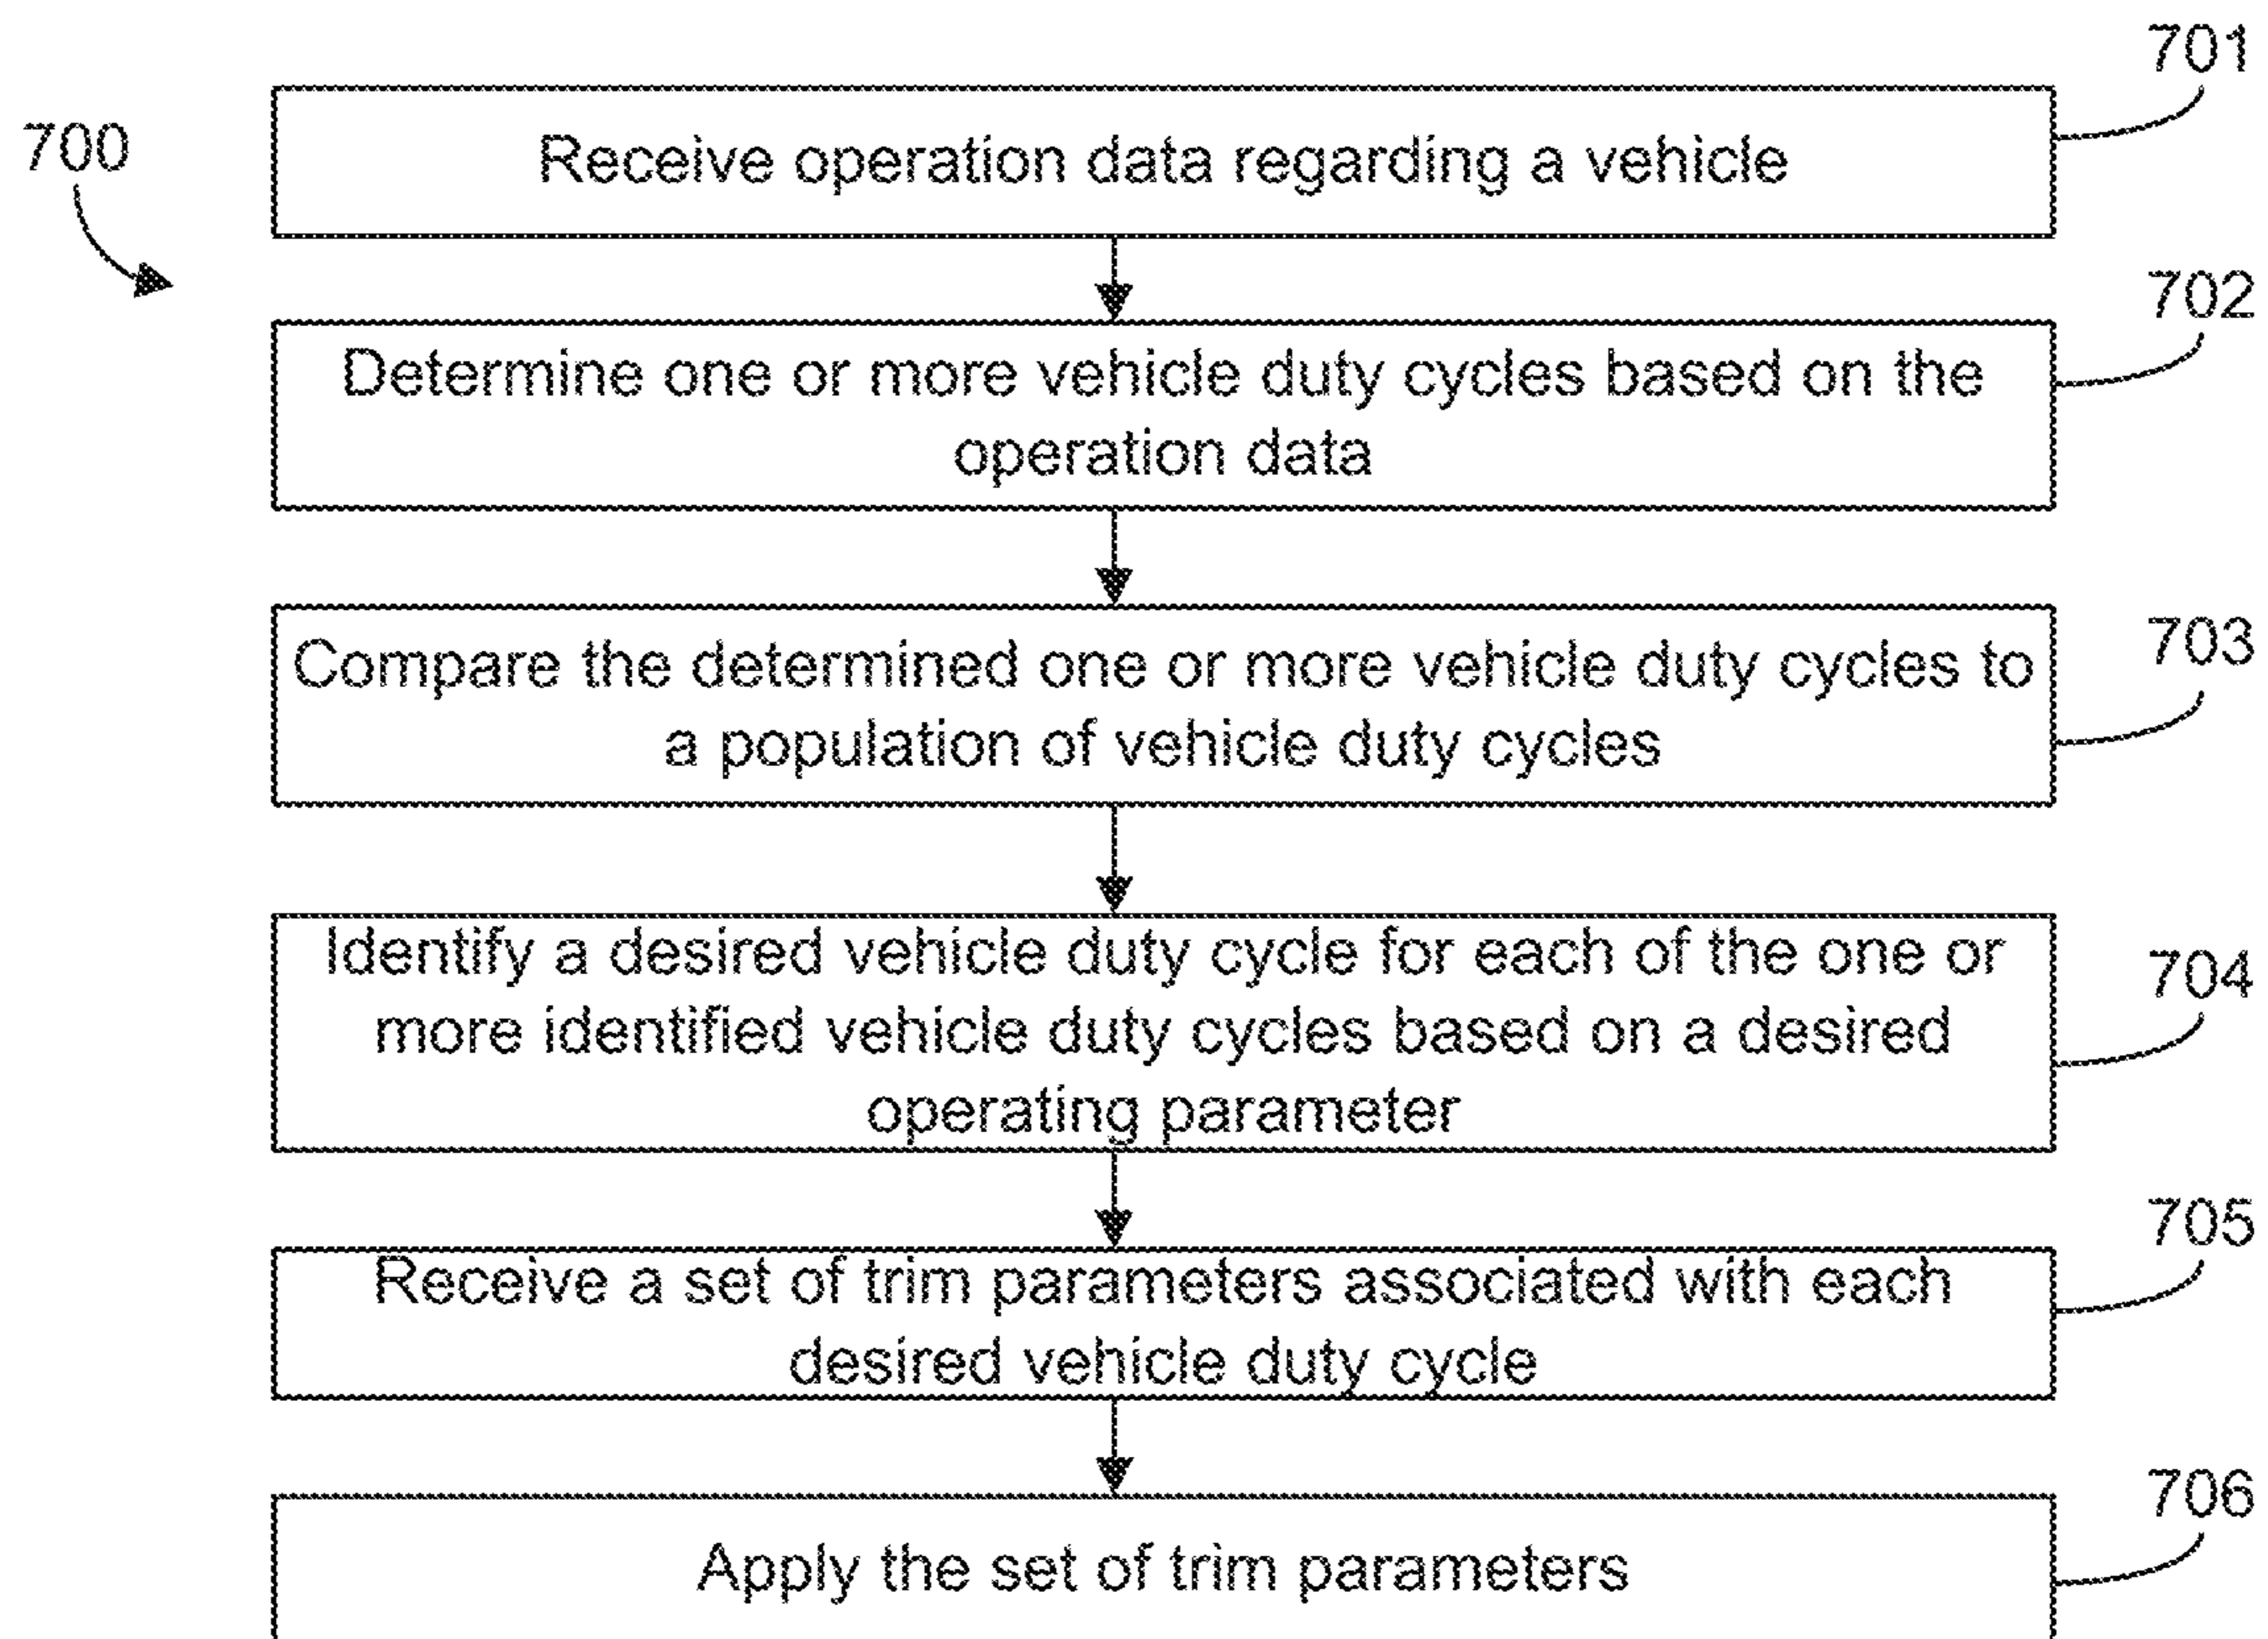 701
700
Receive operation data regarding a vehicle
702
Determine one or more vehicle duty cycles based on the
operation data
703
Compare the determined one or more vehicle duty cycles to
a population of vehicle duty cycles
704
Identify a desired vehicle duty cycle for each of the one or
more identified vehicle duty cycles based on a desired
operating parameter
705
Receive a set of trim parameters associated with each
desired vehicle duty cycle
706
Apply the set of trim parameters